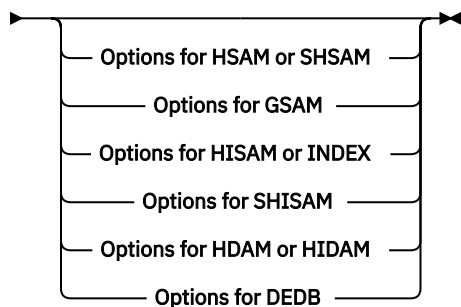 Options for HSAM or SHSAM
Options for GSAM
Options for HISAM or INDEX
Options for SHISAM
Options for HDAM or HIDAM
Options for DEDB